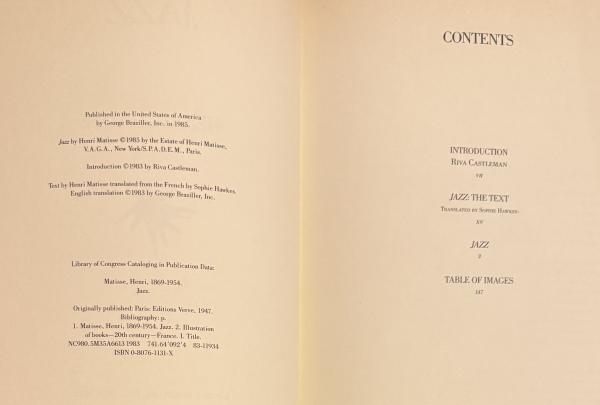 Published in the United States of America
by George Braziller, Inc. in 1985.
Jazz by Henri Matisse ©1985 by the Estate of Henri Matisse,
V.A.G.A., New York/S.P.A.D.E.M., Paris.
Introduction ©1983 by Riva Castleman.
Text by Henri Matisse translated from the French by Sophie Hawkes.
English translation ©1983 by George Braziller, Inc.
Library of Congress Cataloging in Publication Data:
Matisse, Henri, 1869-1954.
Jazz.
Originally published: Paris: Editions Verve, 1947.
Bibliography: p.
1. Matisse, Henri, 1869-1954. Jazz. 2. Illustration
of books—20th century—France. I. Title.
NC980.5M35A6613 1983 741.64'092'4 83-11934
ISBN 0-8076-1131-X
CONTENTS
INTRODUCTION
RIVA CASTLEMAN
vii
JAZZ: THE TEXT
TRANSLATED BY SOPHIE HAWKES
xv
JAZZ
TABLE OF IMAGES
147